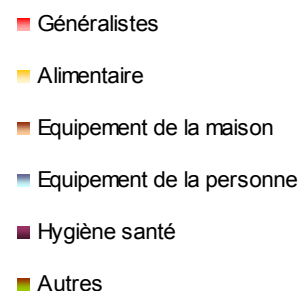 Généralistes
Alimentaire
Equipement de la maison
Equipement de la personne
Hygiène santé
Autres